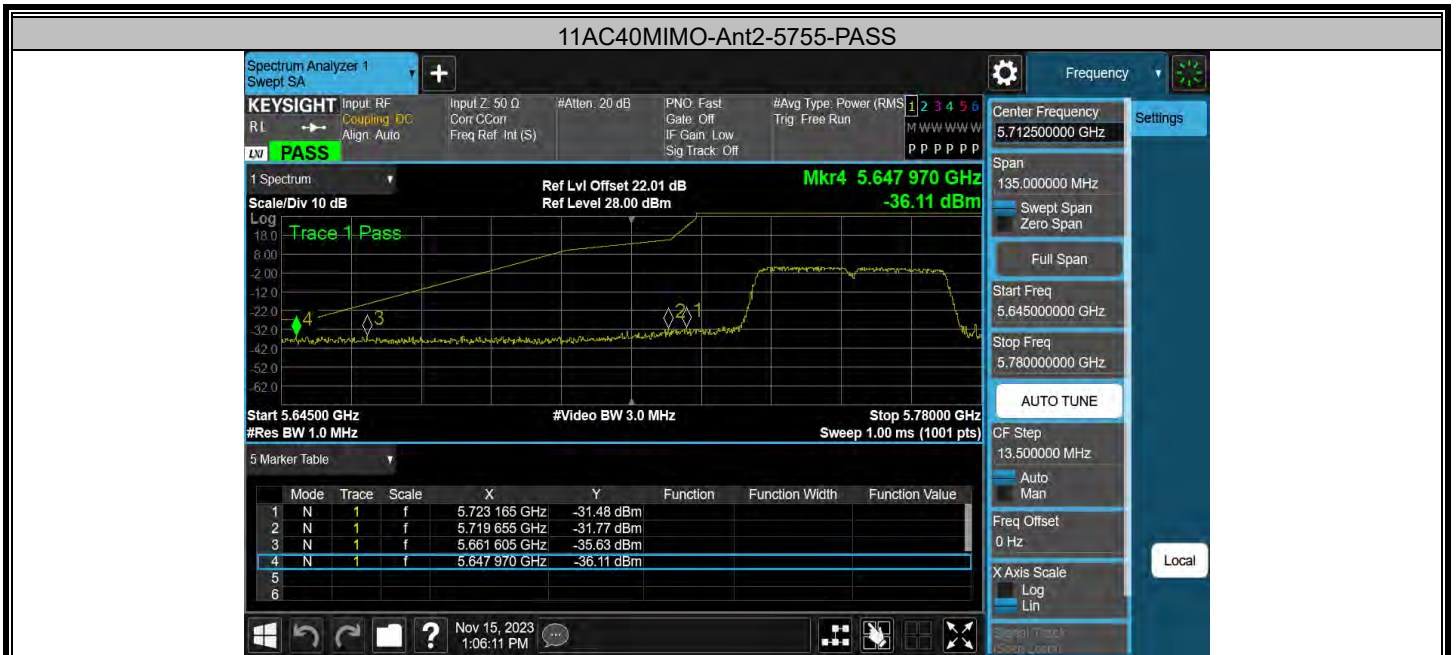 11AC40MIMO-Ant2-5755-PASS
Spectrum Analyzer 1
Swept SA
Frequency
KEYSIGHT
RL
LXI
PASS
Input: RF
Coupling: DC
Align: Auto
Input Z: 50 Ω
Corr CCorr
Freq Ref: Int (S)
#Atten: 20 dB
PNO: Fast
Gate: Off
IF Gain: Low
Sig Track: Off
#Avg Type: Power (RMS
Trig: Free Run
1 2 3 4 5 6
M W W W W W
P P P P P P
1 Spectrum
Scale/Div 10 dB
Ref Lvl Offset 22.01 dB
Ref Level 28.00 dBm
Mkr4 5.647 970 GHz
-36.11 dBm
Log
Trace 1 Pass
18.0
8.00
-2.00
-12.0
-22.0
-32.0
-42.0
-52.0
-62.0
4
3
2
1
Start 5.64500 GHz
#Video BW 3.0 MHz
Stop 5.78000 GHz
#Res BW 1.0 MHz
Sweep 1.00 ms (1001 pts)
5 Marker Table
Mode Trace Scale X Y Function Function Width Function Value
1 N 1 f 5.723 165 GHz -31.48 dBm
2 N 1 f 5.719 655 GHz -31.77 dBm
3 N 1 f 5.661 605 GHz -35.63 dBm
4 N 1 f 5.647 970 GHz -36.11 dBm
5
6
Nov 15, 2023
1:06:11 PM
Center Frequency
5.712500000 GHz
Span
135.000000 MHz
Swept Span
Zero Span
Full Span
Start Freq
5.645000000 GHz
Stop Freq
5.780000000 GHz
AUTO TUNE
CF Step
13.500000 MHz
Auto
Man
Freq Offset
0 Hz
X Axis Scale
Log
Lin
Signal Track
(Span Zoom)
Settings
Local